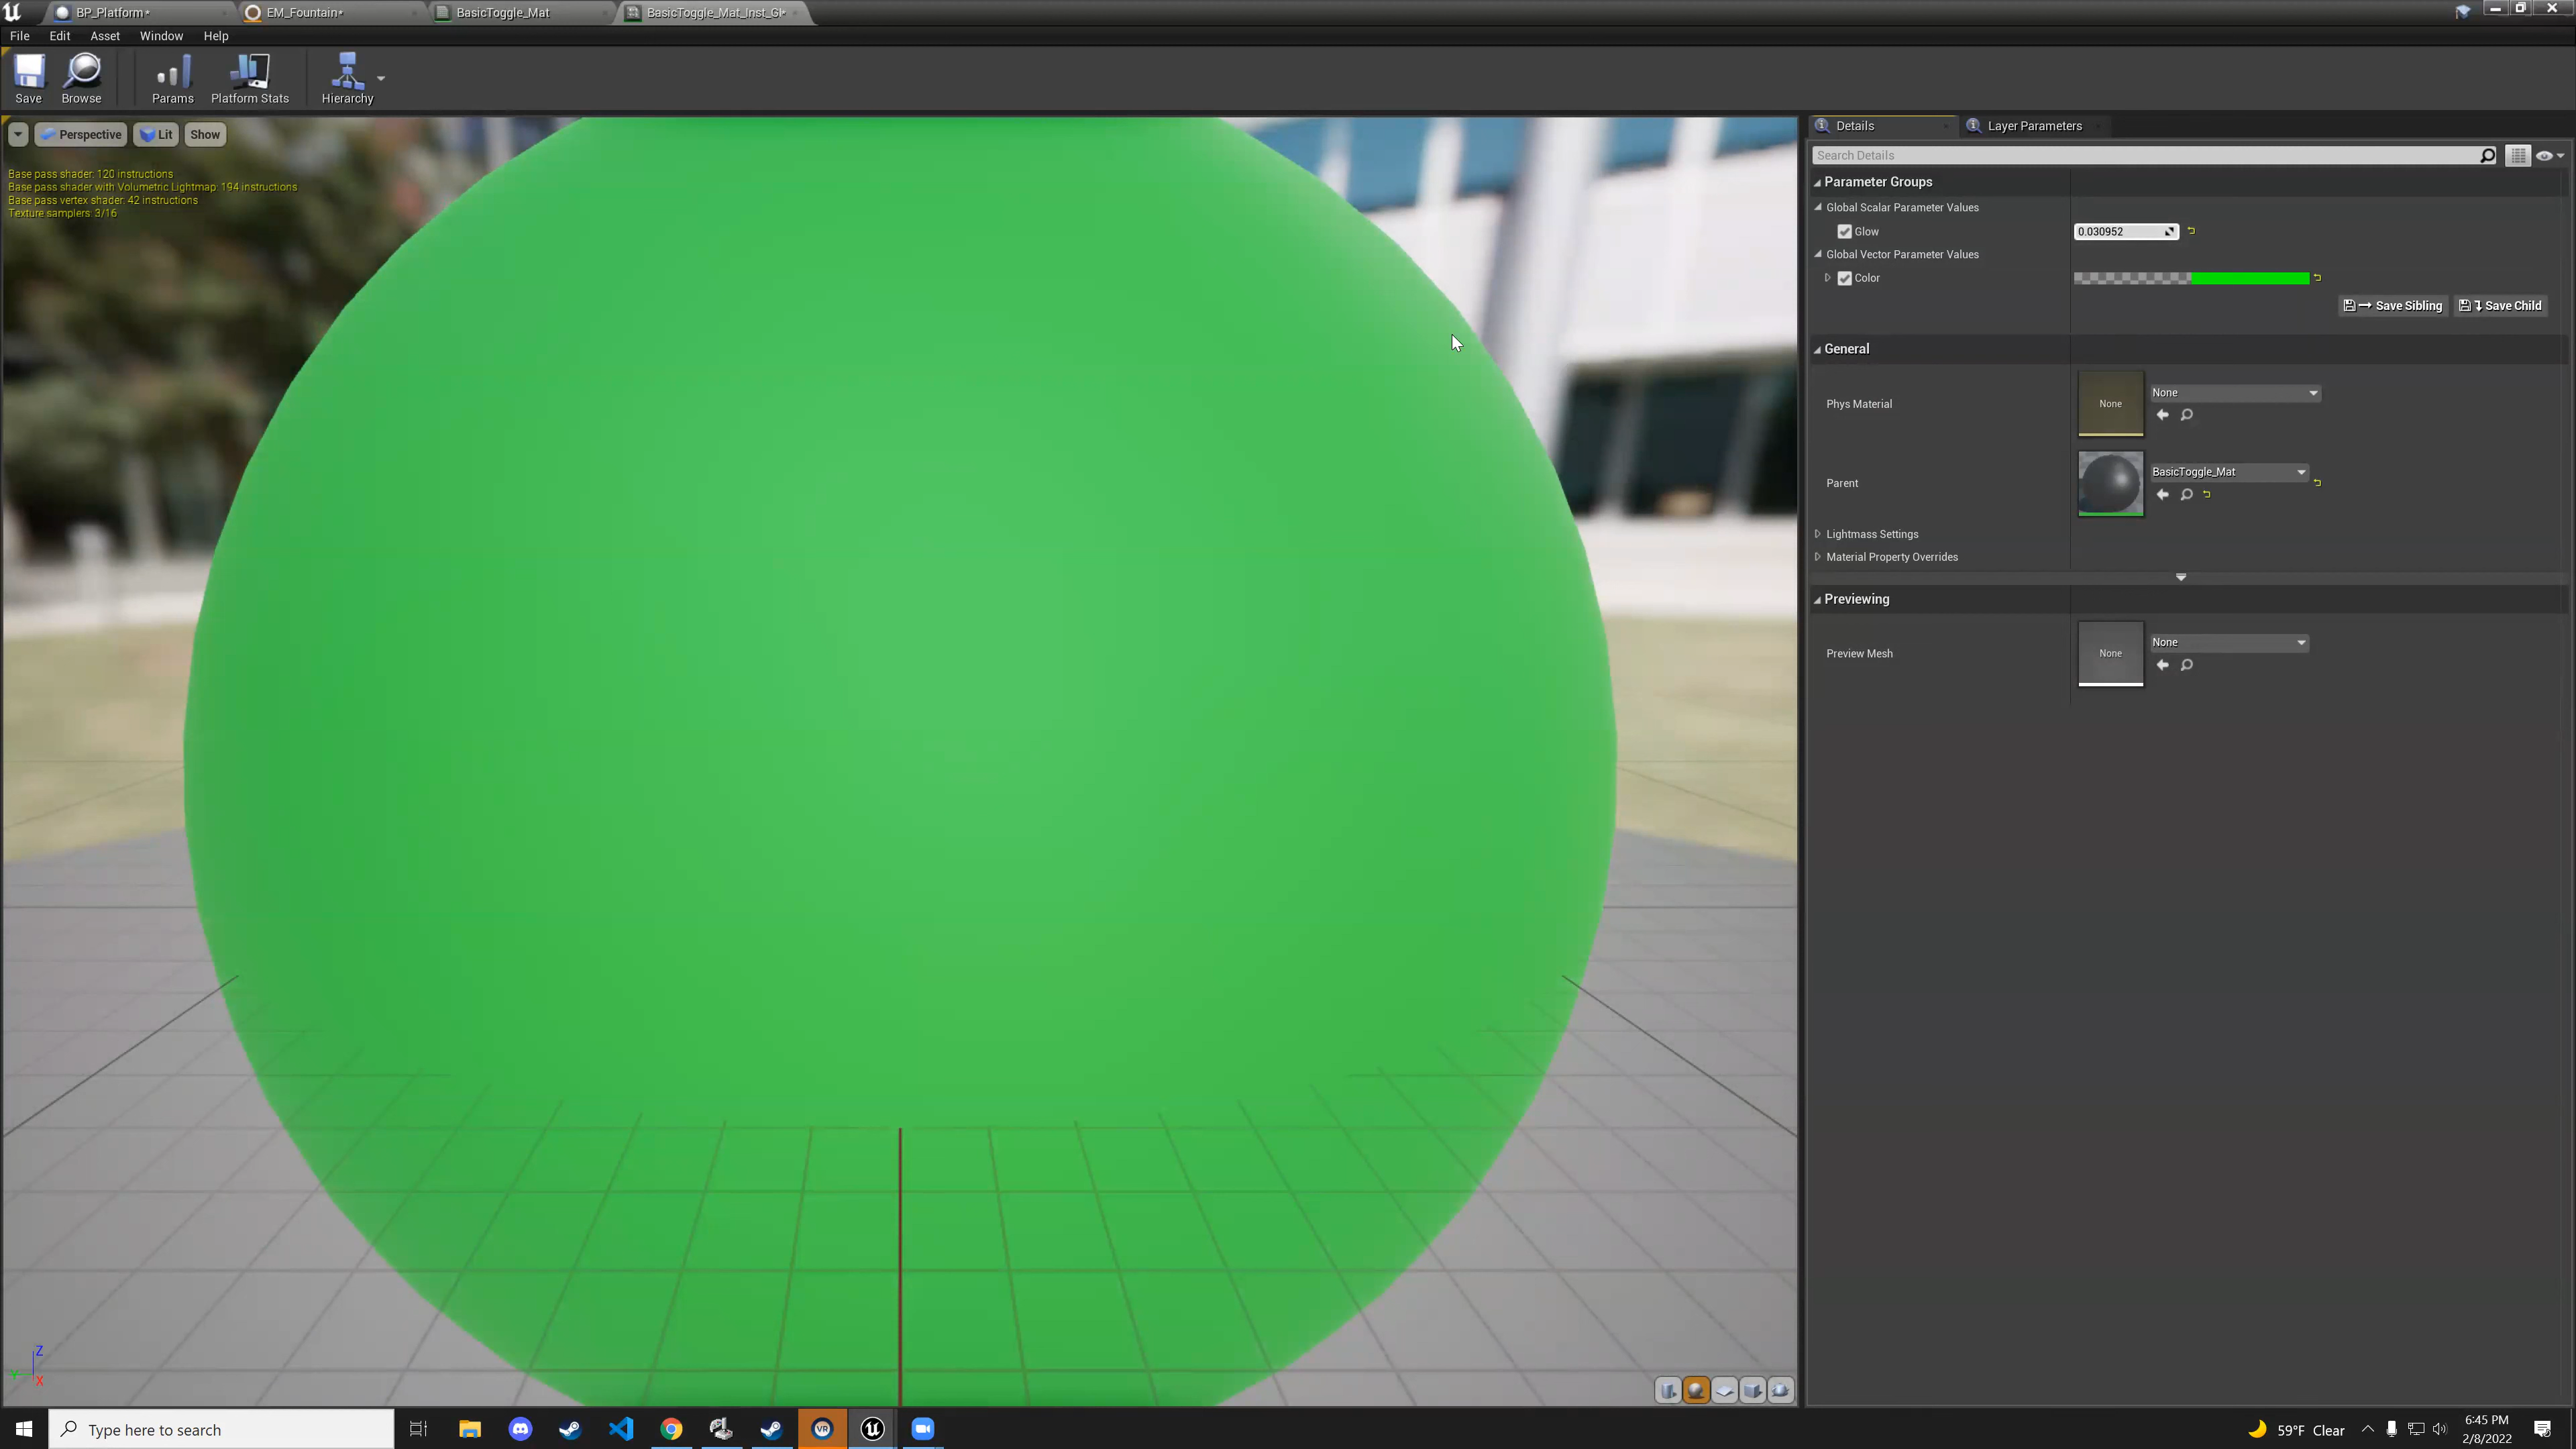 BP_Platform*
EM_Fountain*
BasicToggle_Mat
BasicToggle_Mat_Inst_Gl*
File Edit Asset Window Help
Save Browse Params Platform Stats Hierarchy
Perspective Lit Show
Base pass shader: 120 instructions
Base pass shader with Volumetric Lightmap: 194 instructions
Base pass vertex shader: 42 instructions
Texture samplers: 3/16
Z
X
Details
Layer Parameters
Search Details
Parameter Groups
Global Scalar Parameter Values
Glow 0.030952
Global Vector Parameter Values
Color
Save Sibling Save Child
General
Phys Material None None
Parent BasicToggle_Mat
Lightmass Settings
Material Property Overrides
Previewing
Preview Mesh None None
Type here to search
VR
59°F Clear
6:45 PM
2/8/2022